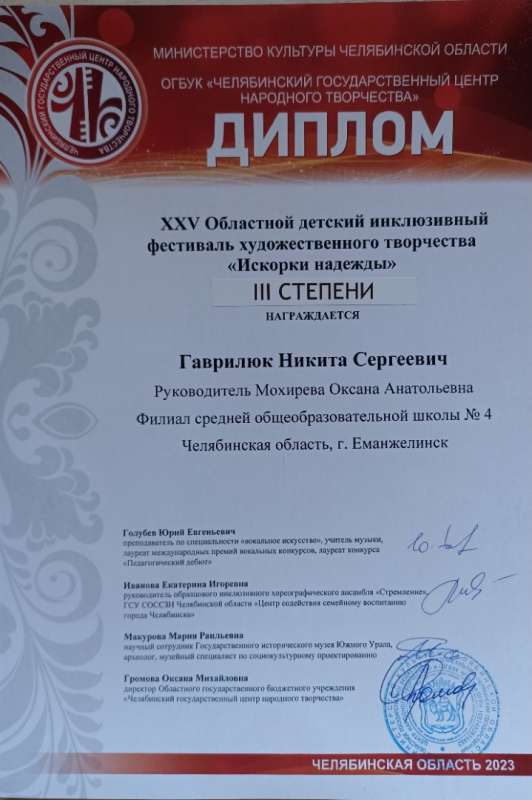 ЧЕЛЯБИНСКИЙ ГОСУДАРСТВЕННЫЙ ЦЕНТР НАРОДНОГО ТВОРЧЕСТВА
МИНИСТЕРСТВО КУЛЬТУРЫ ЧЕЛЯБИНСКОЙ ОБЛАСТИ
ОГБУК «ЧЕЛЯБИНСКИЙ ГОСУДАРСТВЕННЫЙ ЦЕНТР
НАРОДНОГО ТВОРЧЕСТВА»
ДИПЛОМ
XXV Областной детский инклюзивный
фестиваль художественного творчества
«Искорки надежды»
III СТЕПЕНИ
НАГРАЖДАЕТСЯ
Гаврилюк Никита Сергеевич
Руководитель Мохирева Оксана Анатольевна
Филиал средней общеобразовательной школы № 4
Челябинская область, г. Еманжелинск
Голубев Юрий Евгеньевич
преподаватель по специальности «вокальное искусство», учитель музыки,
лауреат международных премий вокальных конкурсов, лауреат конкурса
«Педагогический дебют»
Иванова Екатерина Игоревна
руководитель образцового инклюзивного хореографического ансамбля «Стремление»,
ГСУ СОССЗН Челябинской области «Центр содействия семейному воспитанию
города Челябинска»
Макурова Мария Раильевна
научный сотрудник Государственного исторического музея Южного Урала,
археолог, музейный специалист по социокультурному проектированию
Громова Оксана Михайловна
директор Областного государственного бюджетного учреждения
«Челябинский государственный центр народного творчества»
ЧЕЛЯБИНСКАЯ ОБЛАСТЬ 2023